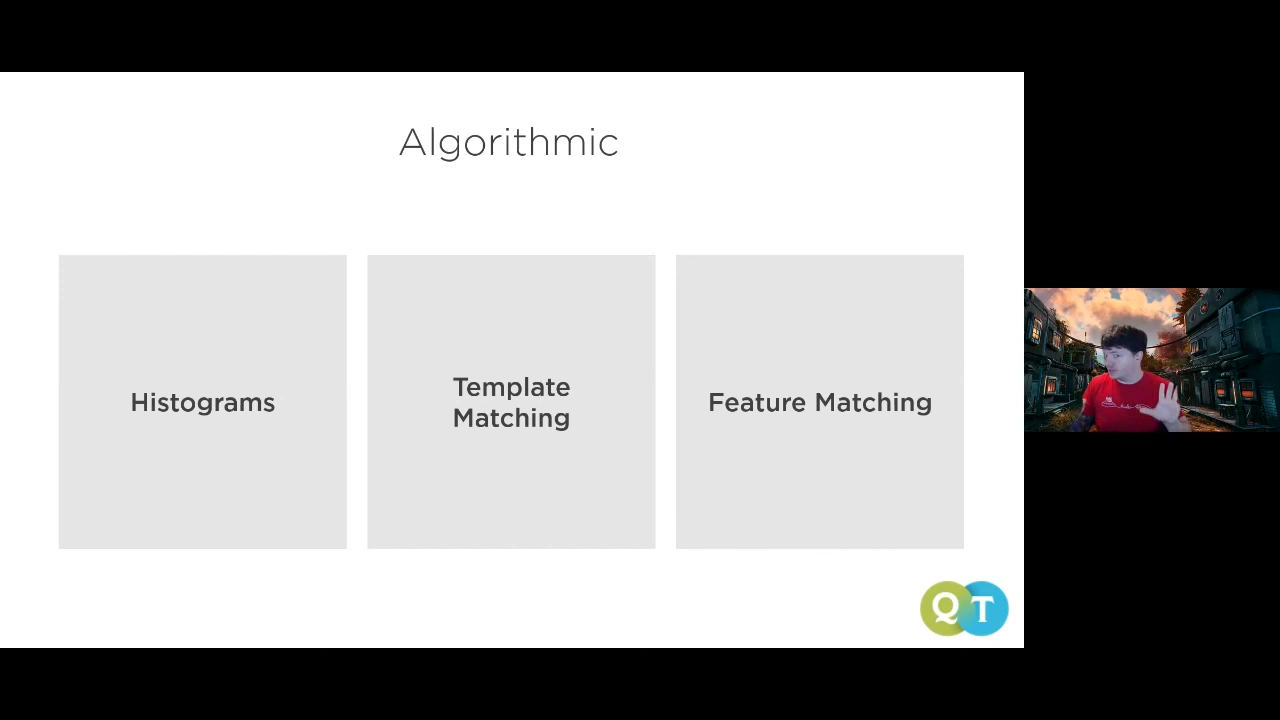 Algorithmic
Histograms
Template
Matching
Feature Matching
QT